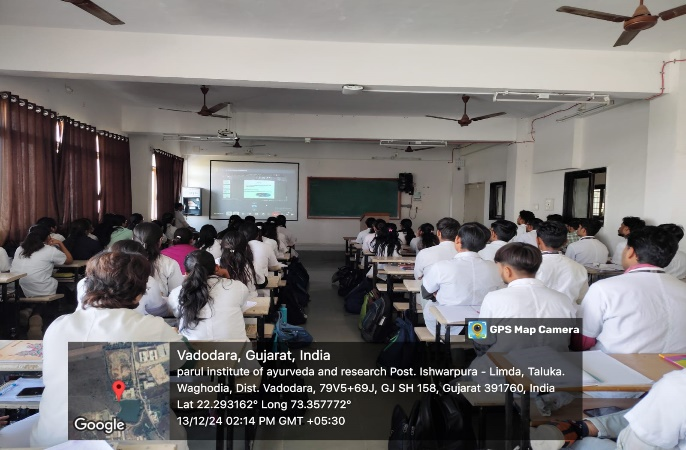 GPS Map Camera
Vadodara, Gujarat, India
parul institute of ayurveda and research Post. Ishwarpura - Limda, Taluka.
Waghodia, Dist. Vadodara, 79V5+69J, GJ SH 158, Gujarat 391760, India
Lat 22.293162° Long 73.357772°
13/12/24 02:14 PM GMT +05:30
Google